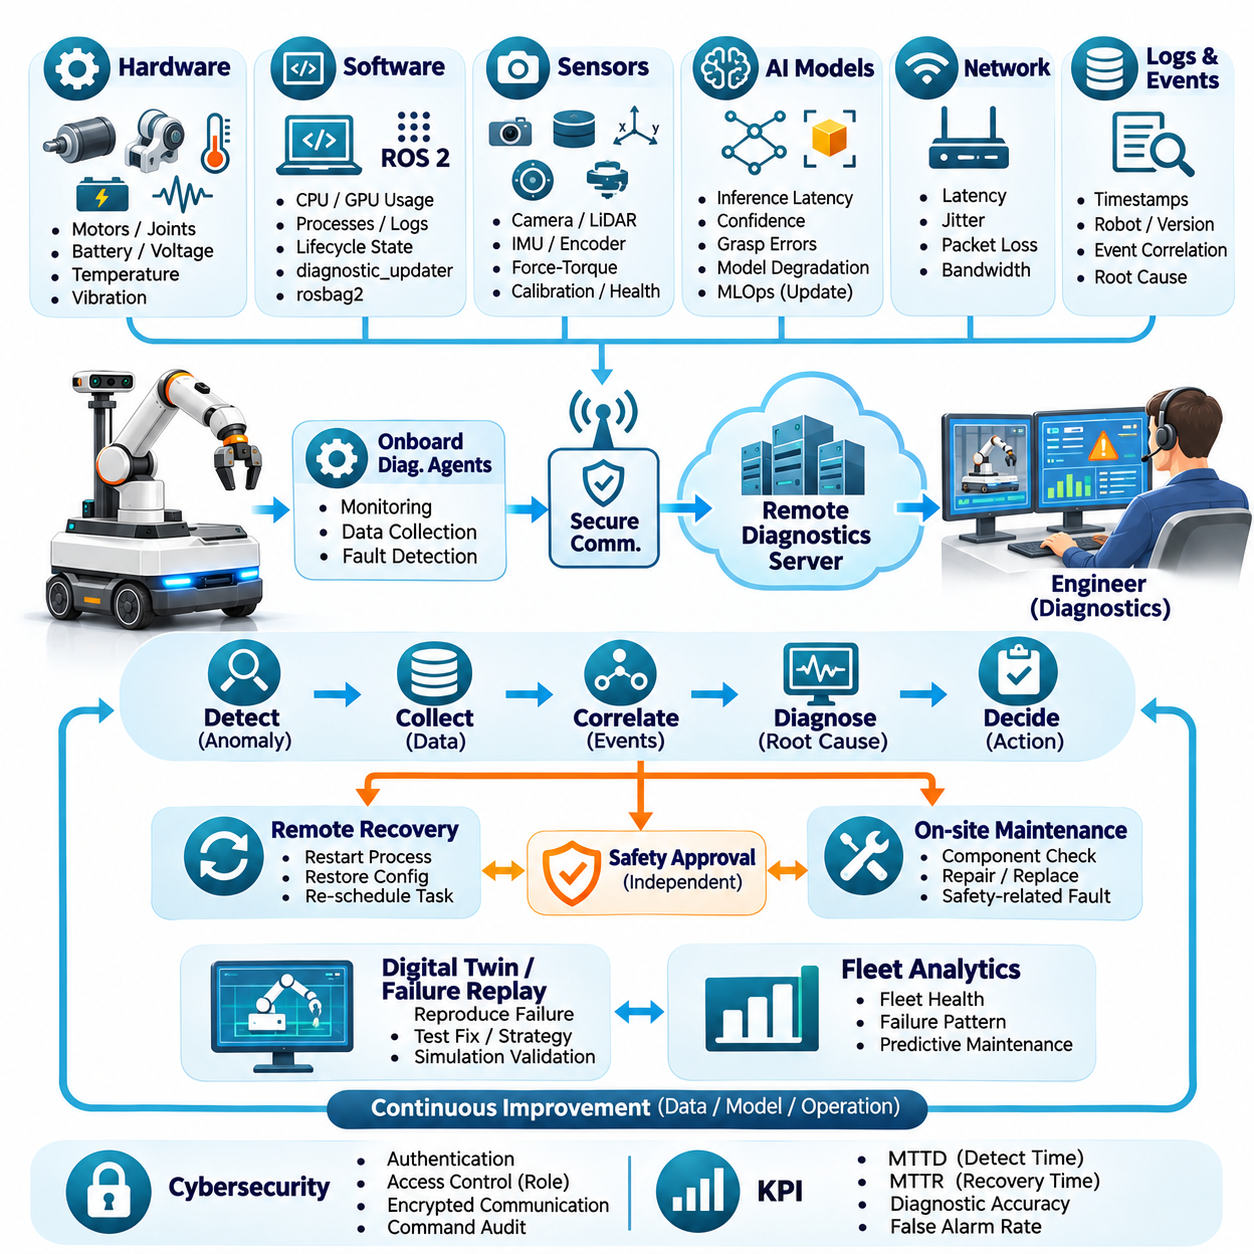 Hardware
Motors / Joints
Battery / Voltage
Temperature
Vibration
Software
</>
ROS 2
CPU / GPU Usage
Processes / Logs
Lifecycle State
diagnostic_updater
rosbag2
Sensors
x y
Camera / LiDAR
IMU / Encoder
Force-Torque
Calibration / Health
AI Models
Inference Latency
Confidence
Grasp Errors
Model Degradation
MLOps (Update)
Network
Latency
Jitter
Packet Loss
Bandwidth
Logs &
Events
Timestamps
Robot / Version
Event Correlation
Root Cause
Onboard
Diag. Agents
Monitoring
Data Collection
Fault Detection
Secure
Comm.
Remote
Diagnostics
Server
Engineer
(Diagnostics)
Detect
(Anomaly)
Collect
(Data)
Correlate
(Events)
Diagnose
(Root Cause)
Decide
(Action)
Remote Recovery
Restart Process
Restore Config
Re-schedule Task
Safety Approval
(Independent)
On-site Maintenance
Component Check
Repair / Replace
Safety-related Fault
Digital Twin /
Failure Replay
Reproduce Failure
Test Fix / Strategy
Simulation Validation
Fleet Analytics
Fleet Health
Failure Pattern
Predictive Maintenance
Continuous Improvement (Data / Model / Operation)
Cybersecurity
Authentication
Access Control (Role)
Encrypted Communication
Command Audit
KPI
MTTD (Detect Time)
MTTR (Recovery Time)
Diagnostic Accuracy
False Alarm Rate